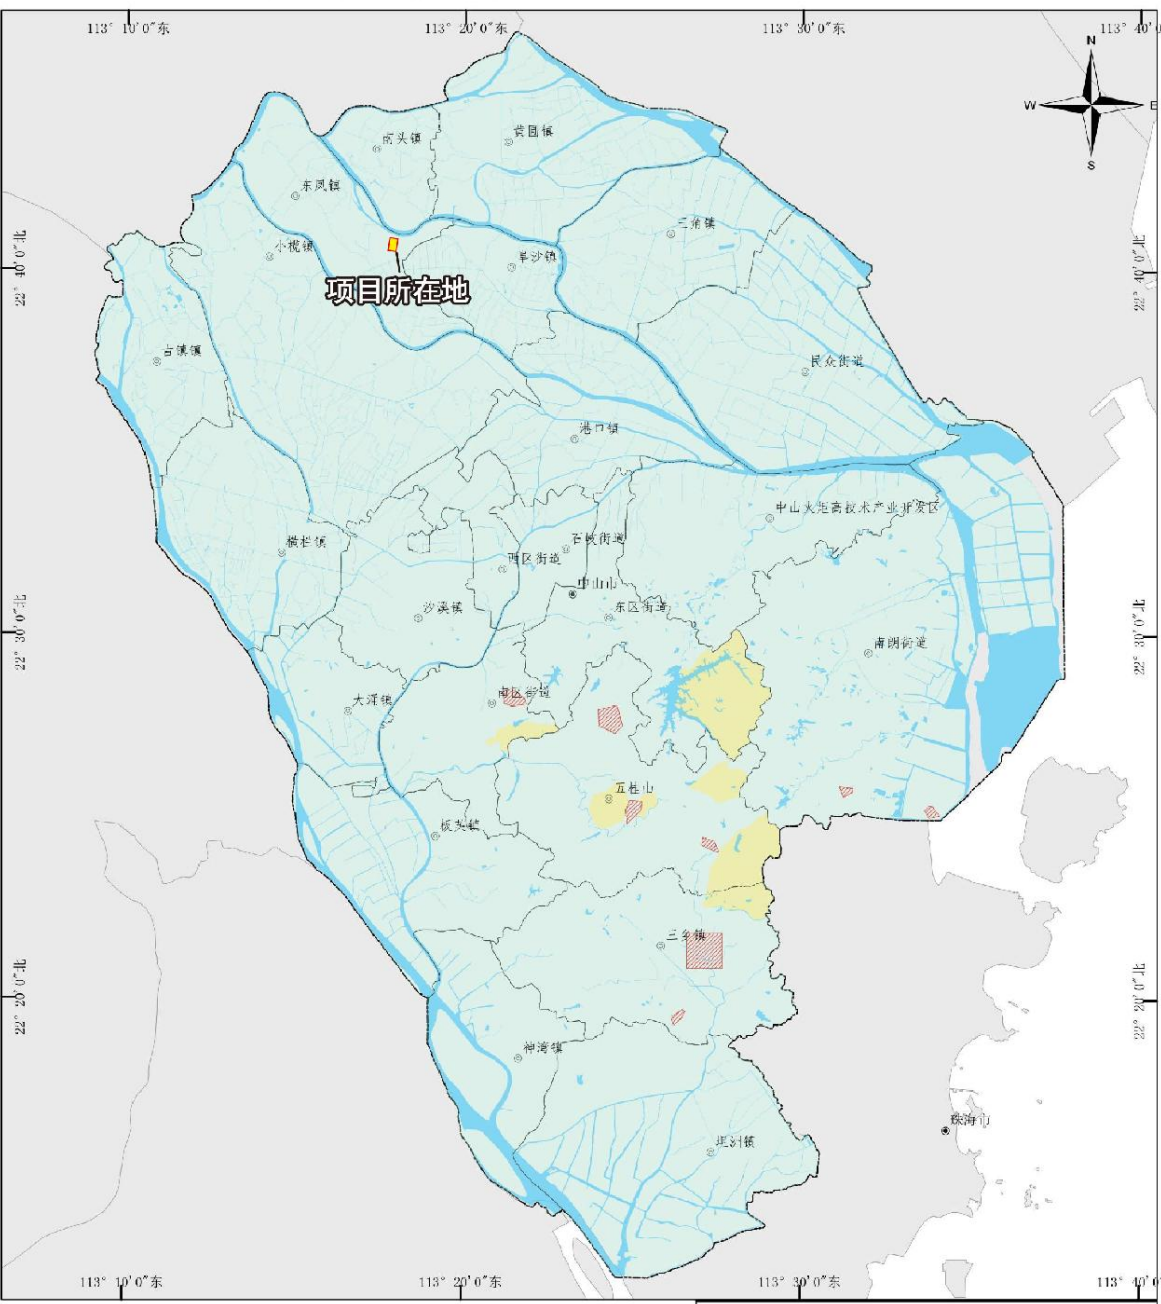 113° 10′0″东
113° 20′0″东
113° 30′0″东
113° 40′0
N
W
E
S
南头镇
黄圃镇
东凤镇
三角镇
小榄镇
阜沙镇
22° 40′0″北
22° 40′0″北
项目所在地
古镇镇
民众街道
港口镇
中山火炬高技术产业开发区
石岐街道
横栏镇
西区街道
中山市
沙溪镇
东区街道
22° 30′0″北
22° 30′0″北
南朗街道
南区街道
大涌镇
五桂山
板芙镇
三乡镇
22° 20′0″北
22° 20′0″北
神湾镇
珠海市
坦洲镇
113° 10′0″东
113° 20′0″东
113° 30′0″东
113° 40′0